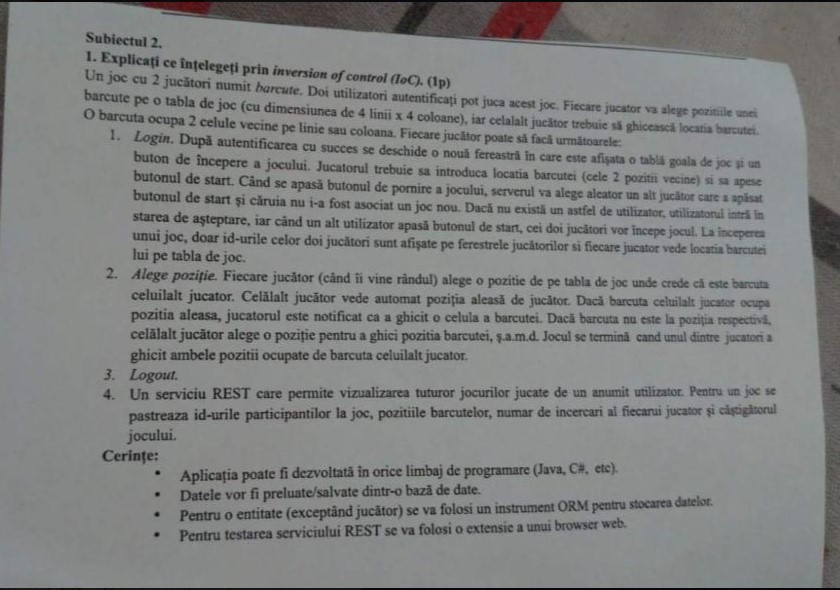 Subiectul 2.
1. Explicați ce înțelegeți prin inversion of control (IoC). (1p)
Un joc cu 2 jucători numit barcute. Doi utilizatori autentificați pot juca acest joc. Fiecare jucator va alege pozitiile unei
barcute pe o tabla de joc (cu dimensiunea de 4 linii x 4 coloane), iar celalalt jucător trebuie să ghicească locatia barcutei.
O barcuta ocupa 2 celule vecine pe linie sau coloana. Fiecare jucător poate să facă următoarele:
1. Login. După autentificarea cu succes se deschide o nouă fereastră în care este afișata o tablă goala de joc și un
buton de începere a jocului. Jucatorul trebuie sa introduca locatia barcutei (cele 2 pozitii vecine) si sa apese
butonul de start. Când se apasă butonul de pornire a jocului, serverul va alege aleator un alt jucător care a apăsat
butonul de start și căruia nu i-a fost asociat un joc nou. Dacă nu există un astfel de utilizator, utilizatorul intră în
starea de așteptare, iar când un alt utilizator apasă butonul de start, cei doi jucători vor începe jocul. La începerea
unui joc, doar id-urile celor doi jucători sunt afișate pe ferestrele jucătorilor si fiecare jucator vede locatia barcutei
lui pe tabla de joc.
2. Alege poziție. Fiecare jucător (când îi vine rândul) alege o pozitie de pe tabla de joc unde crede că este barcuta
celuilalt jucator. Celălalt jucător vede automat poziția aleasă de jucător. Dacă barcuta celuilalt jucator ocupa
pozitia aleasa, jucatorul este notificat ca a ghicit o celula a barcutei. Dacă barcuta nu este la poziția respectivă,
celălalt jucător alege o poziție pentru a ghici pozitia barcutei, ș.a.m.d. Jocul se termină cand unul dintre jucatori a
ghicit ambele pozitii ocupate de barcuta celuilalt jucator.
3. Logout.
4. Un serviciu REST care permite vizualizarea tuturor jocurilor jucate de un anumit utilizator. Pentru un joc se
pastreaza id-urile participantilor la joc, pozitiile barcutelor, numar de incercari al fiecarui jucator și câștigătorul
jocului.
Cerințe:
• Aplicația poate fi dezvoltată în orice limbaj de programare (Java, C#, etc).
• Datele vor fi preluate/salvate dintr-o bază de date.
• Pentru o entitate (exceptând jucător) se va folosi un instrument ORM pentru stocarea datelor.
• Pentru testarea serviciului REST se va folosi o extensie a unui browser web.